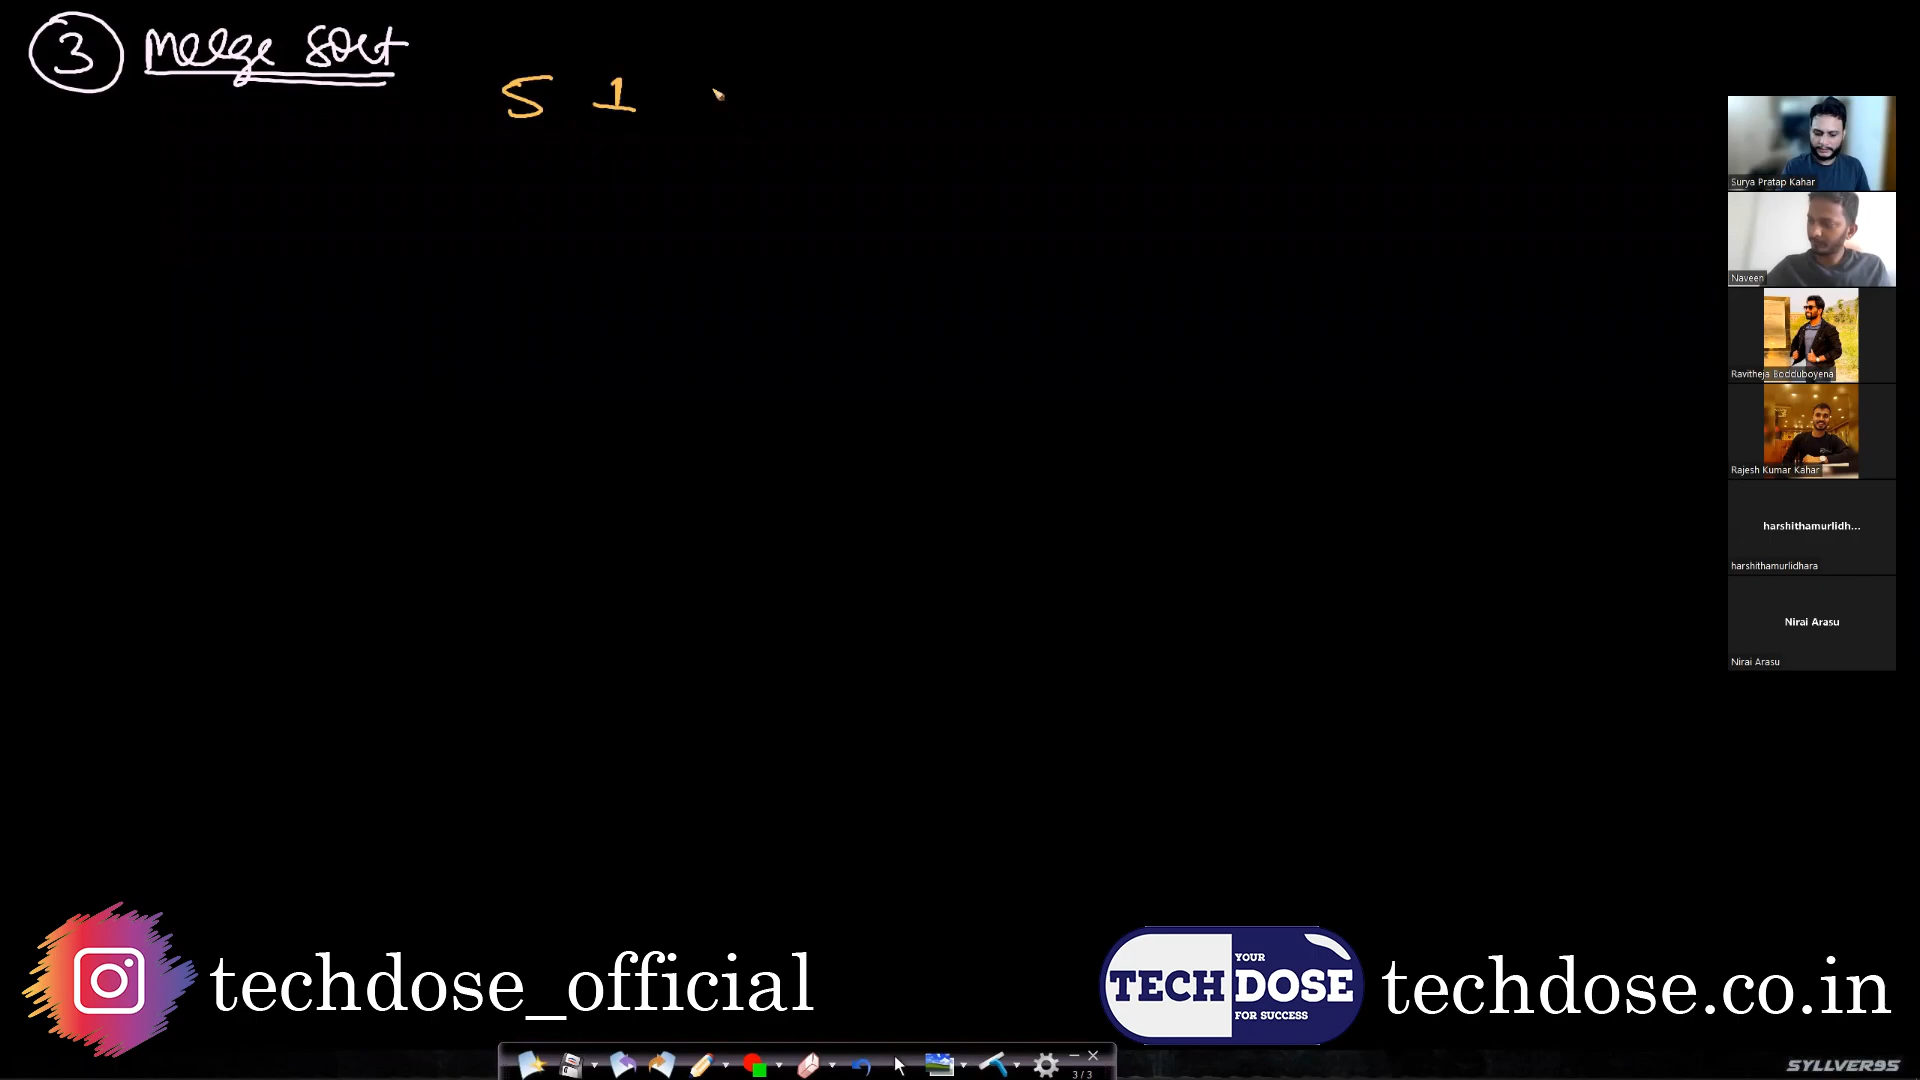 3 Merge sort
5 1
Surya Pratap Kahar
Naveen
Ravitheja Bodduboyena
Rajesh Kumar Kahar
harshithamurlidh...
harshithamurlidhara
Nirai Arasu
Nirai Arasu
techdose_official
TECH YOUR DOSE FOR SUCCESS
techdose.co.in
3 / 3
SYLLVER95